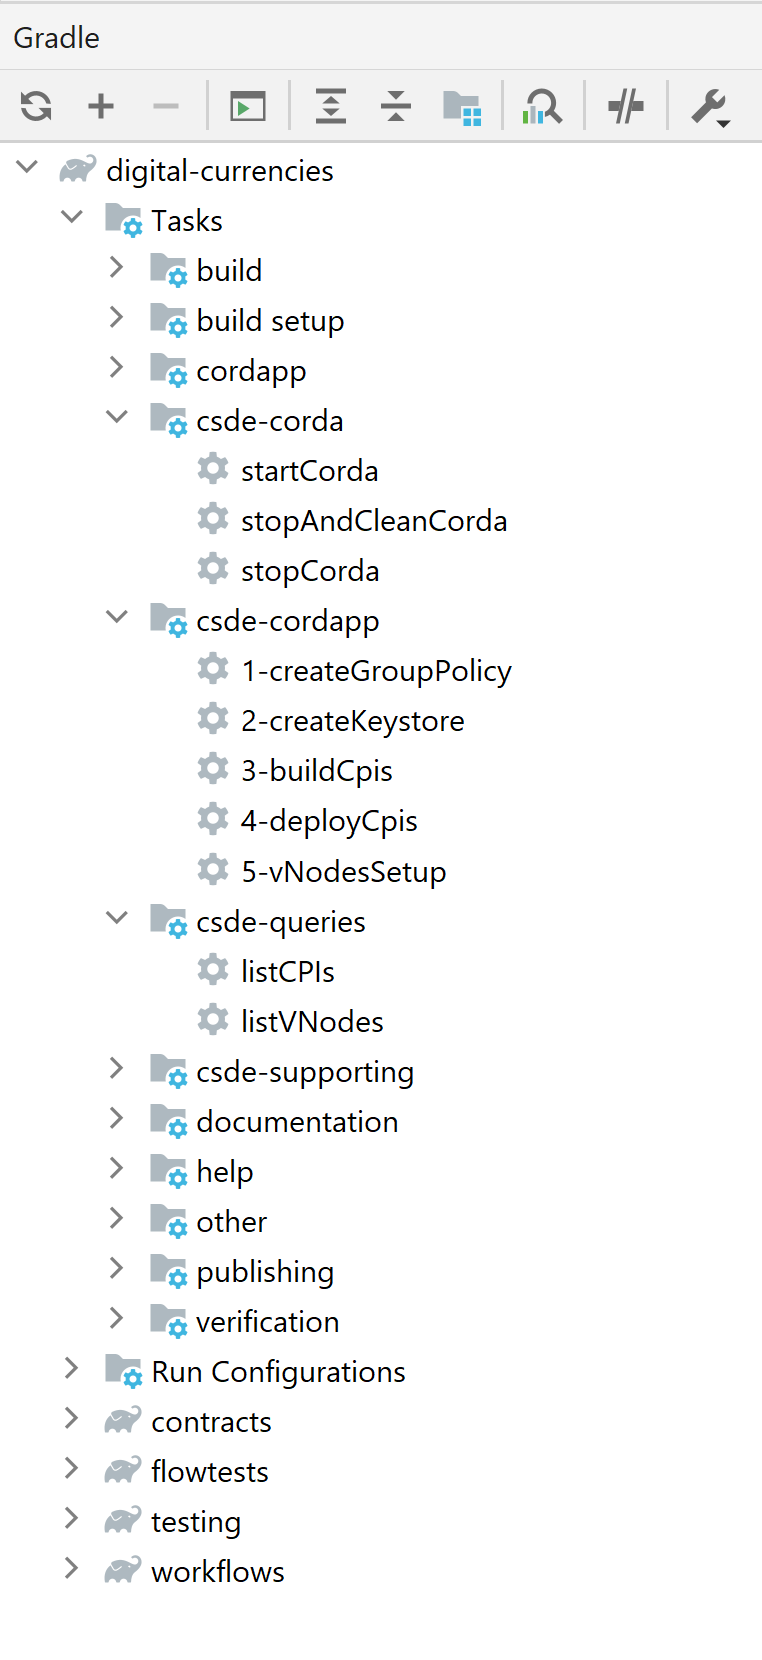 Gradle
digital-currencies
Tasks
build
build setup
cordapp
csde-corda
startCorda
stopAndCleanCorda
stopCorda
csde-cordapp
1-createGroupPolicy
2-createKeystore
3-buildCpis
4-deployCpis
5-vNodesSetup
csde-queries
listCPIs
listVNodes
csde-supporting
documentation
help
other
publishing
verification
Run Configurations
contracts
flowtests
testing
workflows